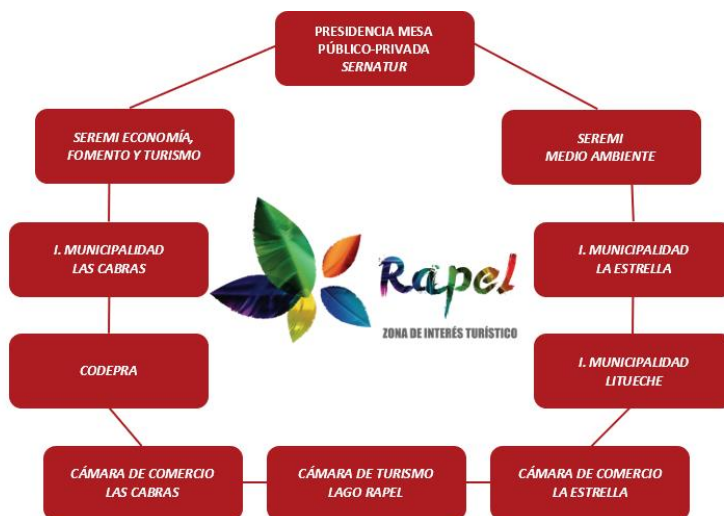 PRESIDENCIA MESA
PÚBLICO-PRIVADA
SERNATUR
SEREMI ECONOMÍA,
FOMENTO Y TURISMO
SEREMI
MEDIO AMBIENTE
I. MUNICIPALIDAD
LAS CABRAS
I. MUNICIPALIDAD
LA ESTRELLA
Rapel
ZONA DE INTERÉS TURÍSTICO
CODEPRA
I. MUNICIPALIDAD
LITUECHE
CÁMARA DE COMERCIO
LAS CABRAS
CÁMARA DE TURISMO
LAGO RAPEL
CÁMARA DE COMERCIO
LA ESTRELLA